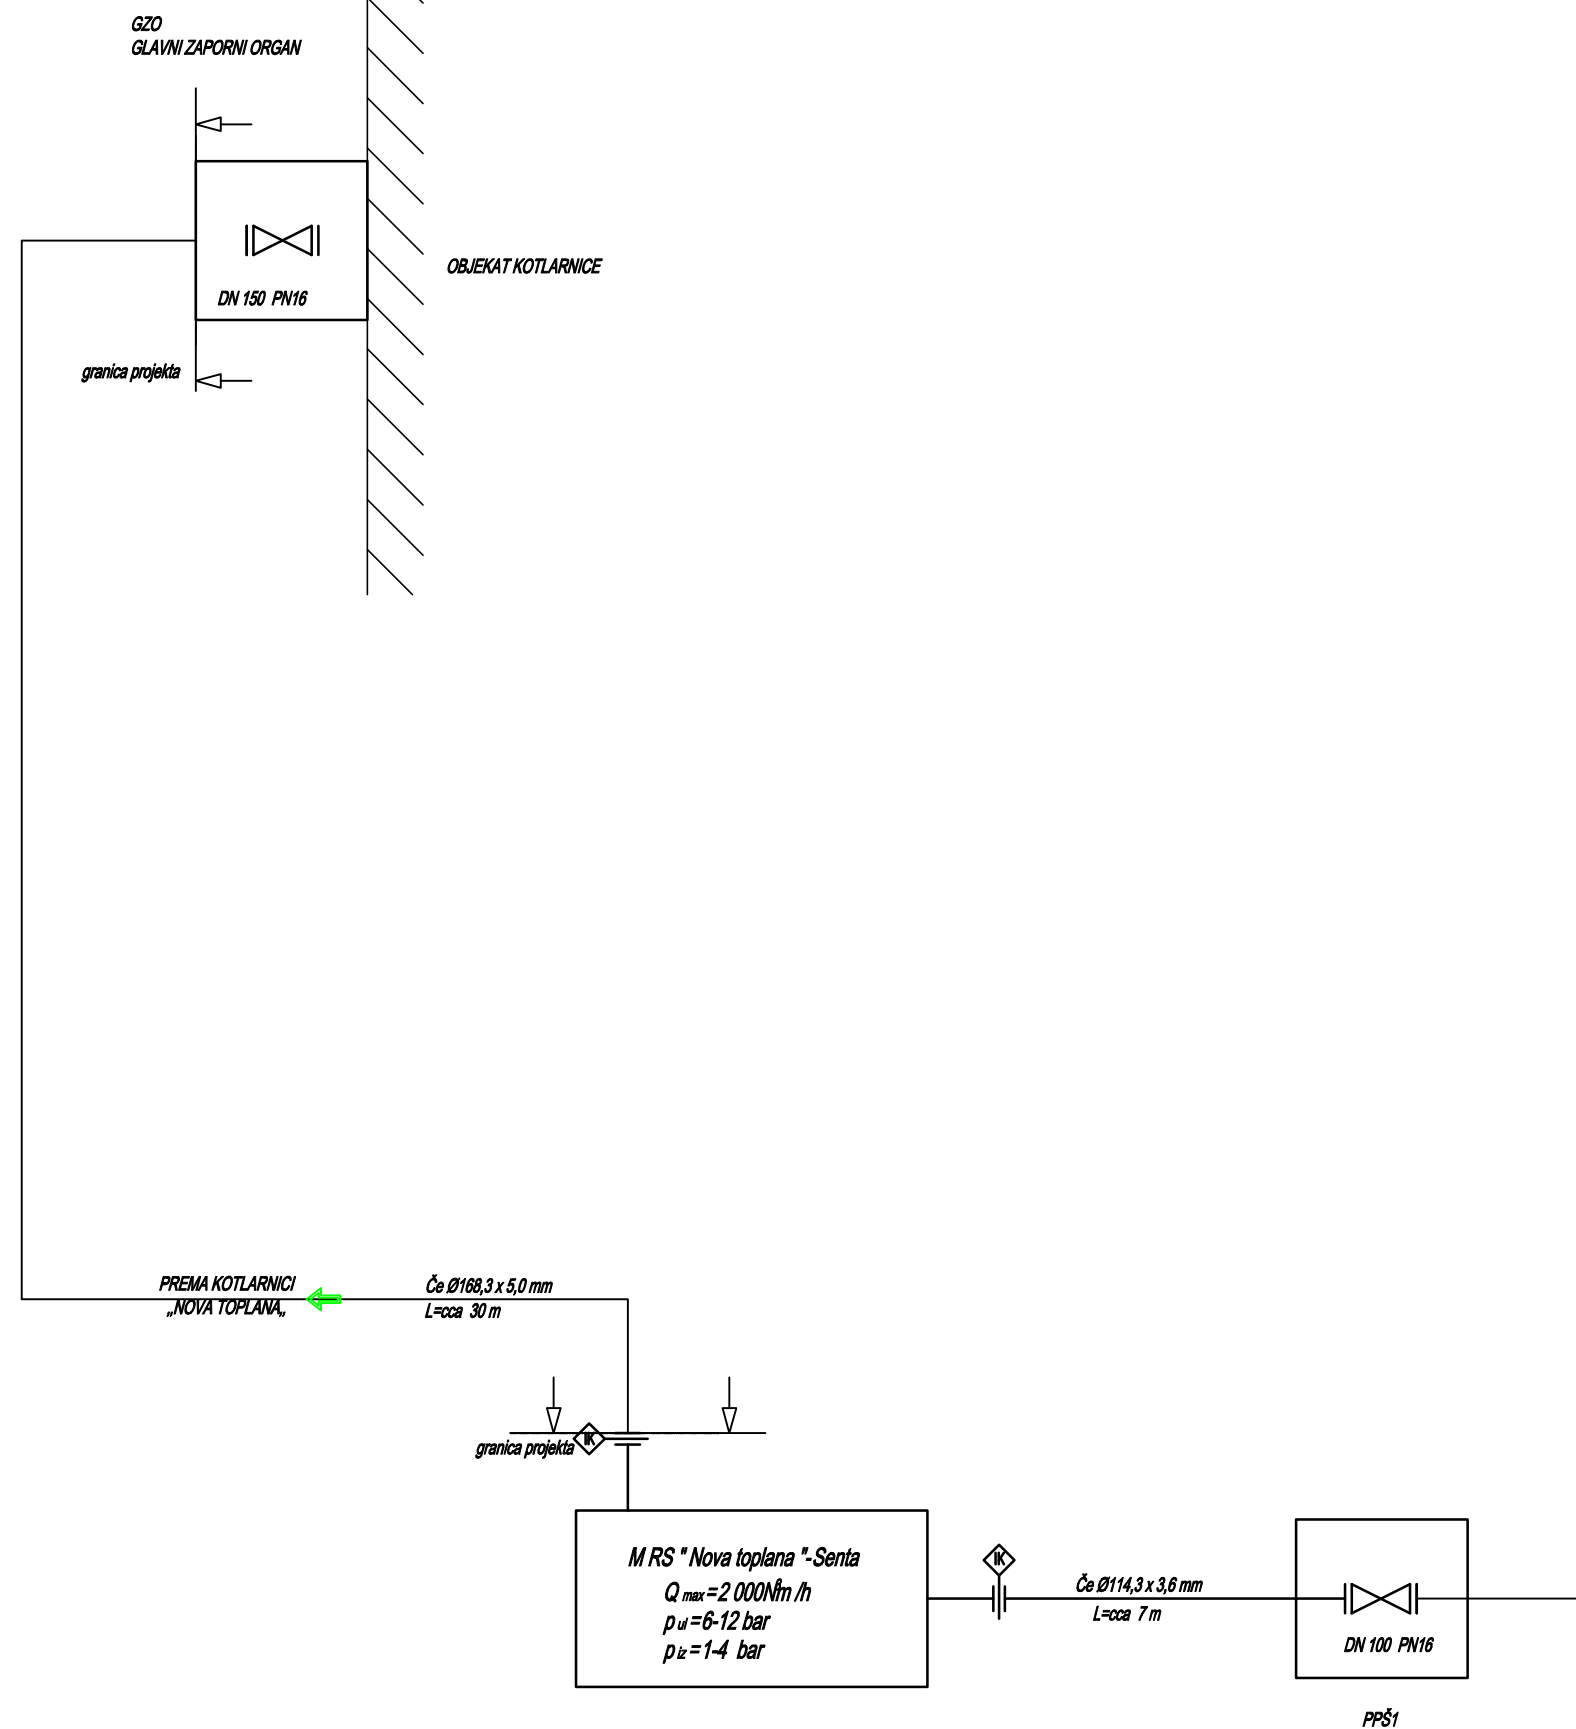 GZO
GLAVNI ZAPORNI ORGAN
OBJEKAT KOTLARNICE
DN 150 PN16
granica projekta
PREMA KOTLARNICI
„NOVA TOPLANA„
Če Ø168,3 x 5,0 mm
L=cca 30 m
granica projekta
IK
M RS " Nova toplana "-Senta
Q max =2 000Nm³/h
p ul =6-12 bar
p iz =1-4 bar
IK
Če Ø114,3 x 3,6 mm
L=cca 7 m
DN 100 PN16
PPŠ1